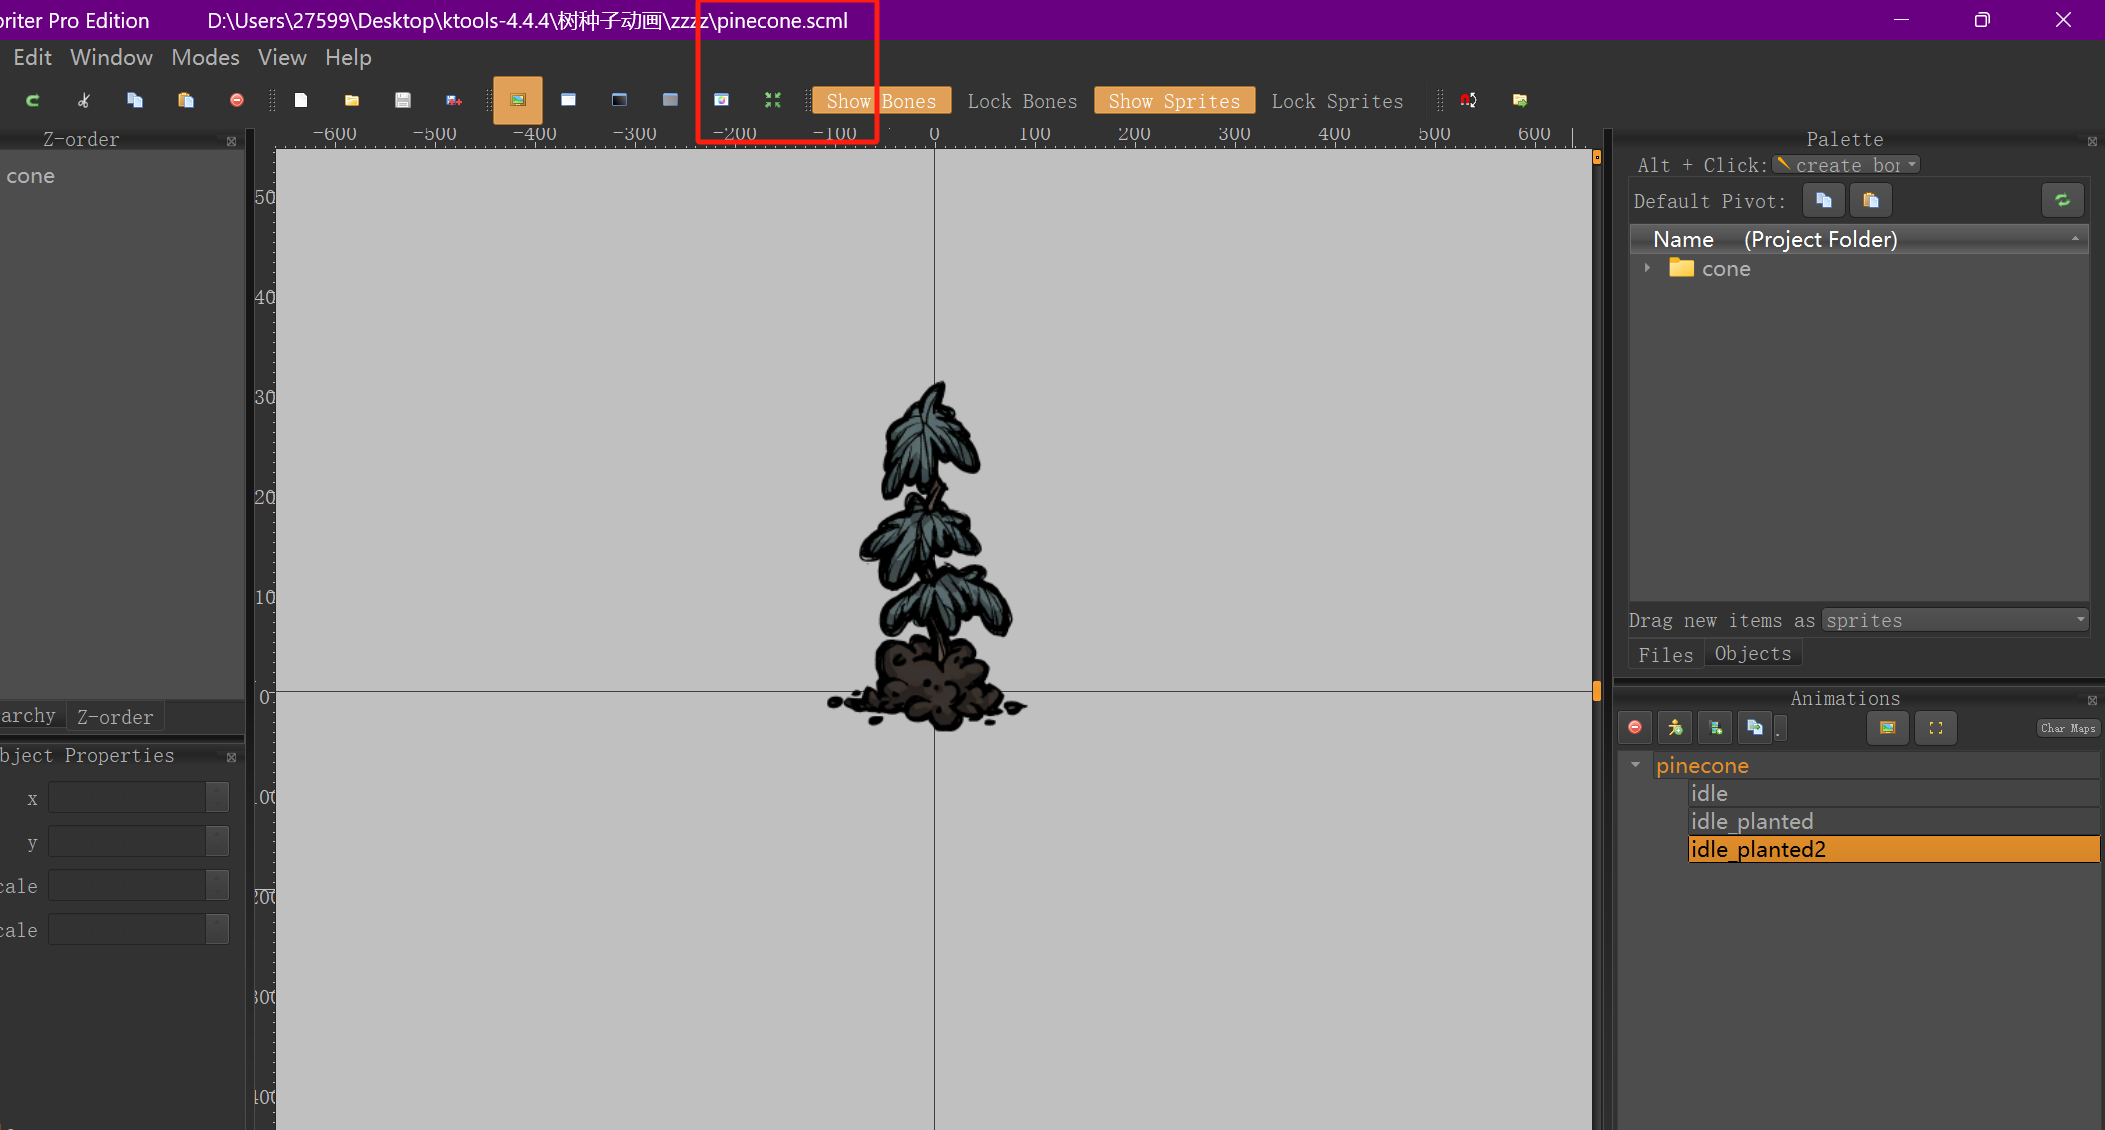 priter Pro Edition D:\Users\27599\Desktop\ktools-4.4.4\树种子动画\zzzz\pinecone.scml
Edit Window Modes View Help
Show Bones Lock Bones Show Sprites Lock Sprites
Z-order
-600 -500 -400 -300 -200 -100 0 100 200 300 400 500 600
Palette
cone
Alt + Click: create bo
Default Pivot:
Name (Project Folder)
cone
50
40
30
20
10
0
100
200
300
400
Drag new items as sprites
Files Objects
archy Z-order
bject Properties
x
y
cale
cale
Animations
Char Maps
pinecone
idle
idle_planted
idle_planted2